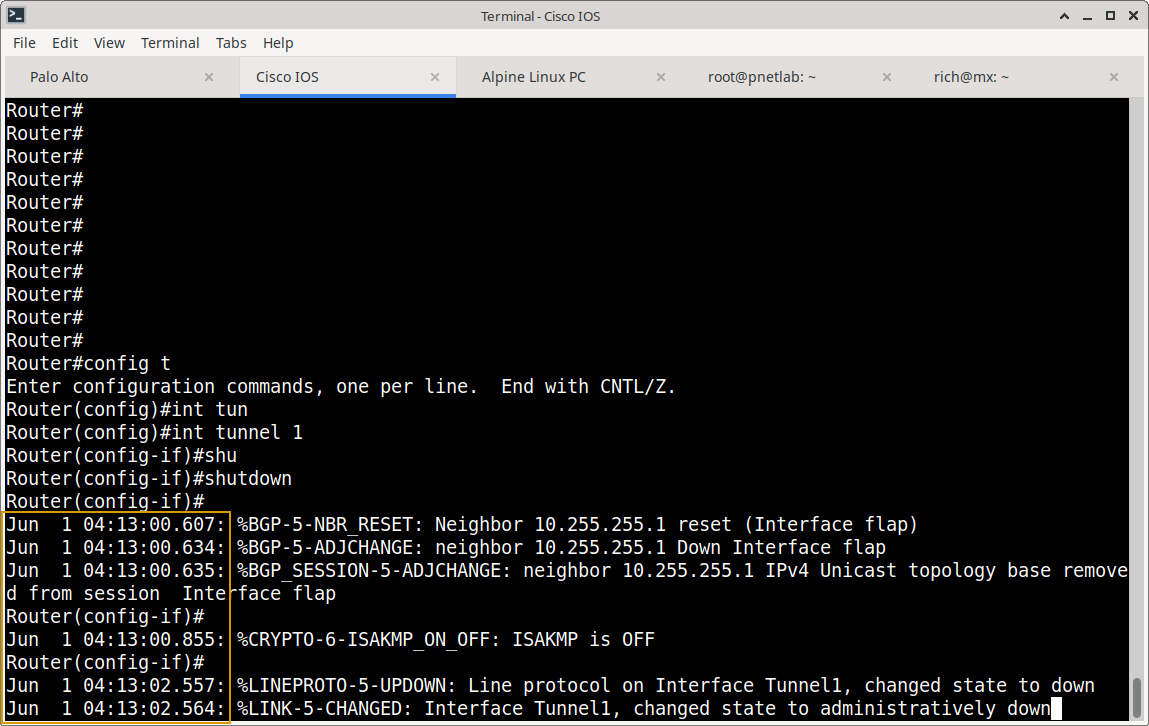 Terminal - Cisco IOS
File Edit View Terminal Tabs Help
Palo Alto Cisco IOS Alpine Linux PC root@pnetlab: ~ rich@mx: ~
Router#
Router#
Router#
Router#
Router#
Router#
Router#
Router#
Router#
Router#
Router#
Router#config t
Enter configuration commands, one per line.  End with CNTL/Z.
Router(config)#int tun
Router(config)#int tunnel 1
Router(config-if)#shu
Router(config-if)#shutdown
Router(config-if)#
Jun  1 04:13:00.607: %BGP-5-NBR_RESET: Neighbor 10.255.255.1 reset (Interface flap)
Jun  1 04:13:00.634: %BGP-5-ADJCHANGE: neighbor 10.255.255.1 Down Interface flap
Jun  1 04:13:00.635: %BGP_SESSION-5-ADJCHANGE: neighbor 10.255.255.1 IPv4 Unicast topology base remove
d from session  Interface flap
Router(config-if)#
Jun  1 04:13:00.855: %CRYPTO-6-ISAKMP_ON_OFF: ISAKMP is OFF
Router(config-if)#
Jun  1 04:13:02.557: %LINEPROTO-5-UPDOWN: Line protocol on Interface Tunnel1, changed state to down
Jun  1 04:13:02.564: %LINK-5-CHANGED: Interface Tunnel1, changed state to administratively down